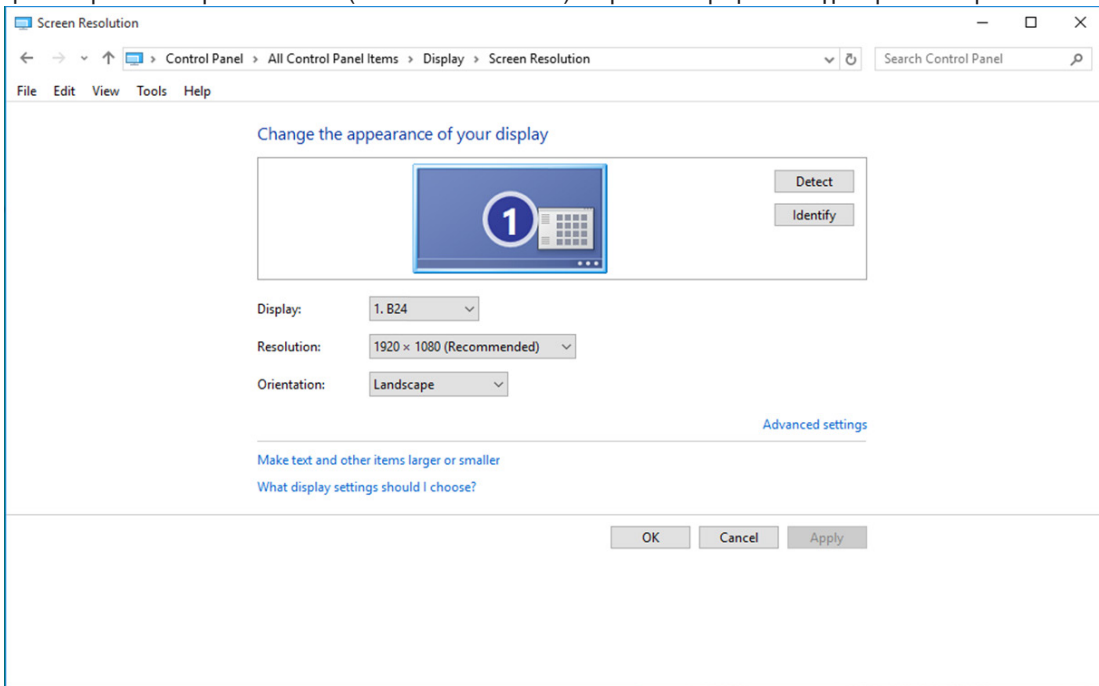 Screen Resolution
Control Panel > All Control Panel Items > Display > Screen Resolution
Search Control Panel
File Edit View Tools Help
Change the appearance of your display
1
Detect
Identify
Display: 1. B24
Resolution: 1920 × 1080 (Recommended)
Orientation: Landscape
Advanced settings
Make text and other items larger or smaller
What display settings should I choose?
OK Cancel Apply